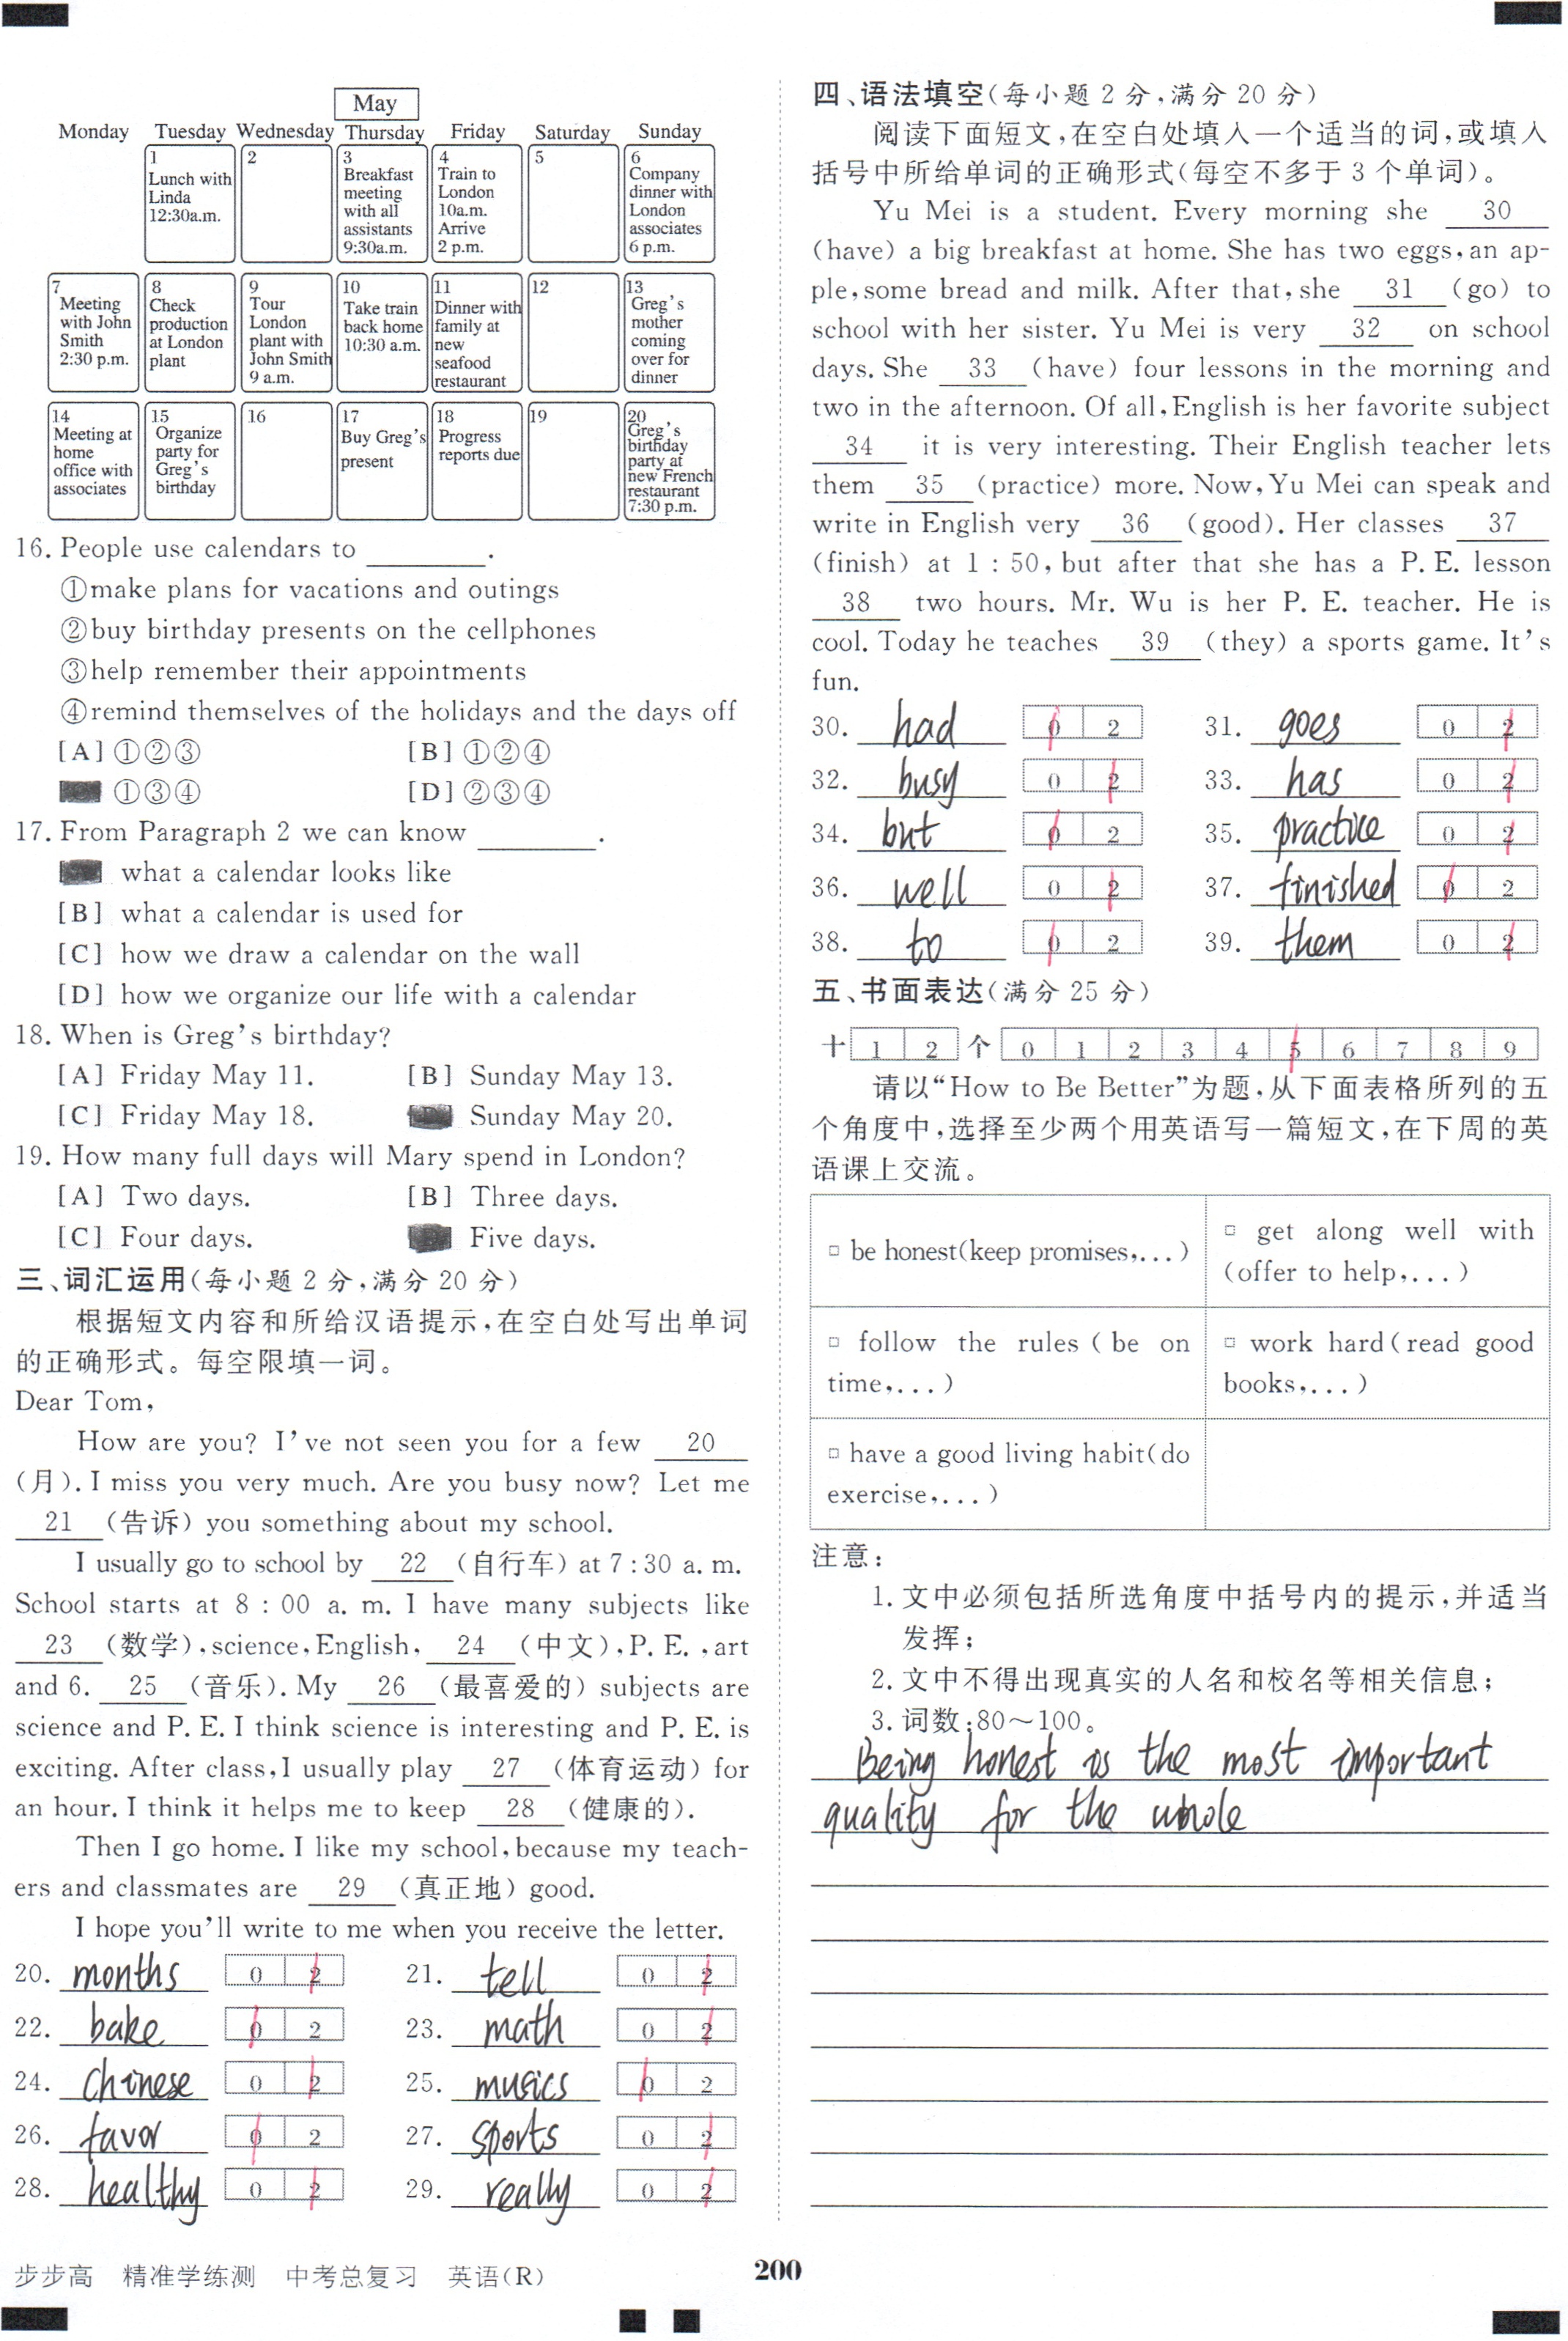 May
Monday Tuesday Wednesday Thursday Friday Saturday Sunday
1
Lunch with
Linda
12:30a.m.
2
3
Breakfast
meeting
with all
assistants
9:30a.m.
4
Train to
London
10a.m.
Arrive
2 p.m.
5
6
Company
dinner with
London
associates
6 p.m.
7
Meeting
with John
Smith
2:30 p.m.
8
Check
production
at London
plant
9
Tour
London
plant with
John Smith
9 a.m.
10
Take train
back home
10:30 a.m.
11
Dinner with
family at
new
seafood
restaurant
12
13
Greg's
mother
coming
over for
dinner
14
Meeting at
home
office with
associates
15
Organize
party for
Greg's
birthday
16
17
Buy Greg's
present
18
Progress
reports due
19
20
Greg's
birthday
party at
new French
restaurant
7:30 p.m.
16. People use calendars to ________.
①make plans for vacations and outings
②buy birthday presents on the cellphones
③help remember their appointments
④remind themselves of the holidays and the days off
[A] ①②③ [B] ①②④
①③④ [D] ②③④
17. From Paragraph 2 we can know ________.
what a calendar looks like
[B] what a calendar is used for
[C] how we draw a calendar on the wall
[D] how we organize our life with a calendar
18. When is Greg's birthday?
[A] Friday May 11. [B] Sunday May 13.
[C] Friday May 18. Sunday May 20.
19. How many full days will Mary spend in London?
[A] Two days. [B] Three days.
[C] Four days. Five days.
三、词汇运用(每小题2分,满分20分)
根据短文内容和所给汉语提示,在空白处写出单词
的正确形式。每空限填一词。
Dear Tom,
How are you? I've not seen you for a few 20
(月). I miss you very much. Are you busy now? Let me
21 (告诉) you something about my school.
I usually go to school by 22 (自行车) at 7:30 a. m.
School starts at 8 : 00 a. m. I have many subjects like
23 (数学), science, English, 24 (中文), P. E. , art
and 6. 25 (音乐). My 26 (最喜爱的) subjects are
science and P. E. I think science is interesting and P. E. is
exciting. After class, I usually play 27 (体育运动) for
an hour. I think it helps me to keep 28 (健康的).
Then I go home. I like my school, because my teach-
ers and classmates are 29 (真正地) good.
I hope you'll write to me when you receive the letter.
20. months 0 2 21. tell 0 2
22. bake 0 2 23. math 0 2
24. Chinese 0 2 25. musics 0 2
26. favor 0 2 27. sports 0 2
28. healthy 0 2 29. really 0 2
步步高 精准学练测 中考总复习 英语(R)
200
四、语法填空(每小题2分,满分20分)
阅读下面短文,在空白处填入一个适当的词,或填入
括号中所给单词的正确形式(每空不多于3个单词)。
Yu Mei is a student. Every morning she 30
(have) a big breakfast at home. She has two eggs, an ap-
ple, some bread and milk. After that, she 31 (go) to
school with her sister. Yu Mei is very 32 on school
days. She 33 (have) four lessons in the morning and
two in the afternoon. Of all, English is her favorite subject
34 it is very interesting. Their English teacher lets
them 35 (practice) more. Now, Yu Mei can speak and
write in English very 36 (good). Her classes 37
(finish) at 1 : 50, but after that she has a P. E. lesson
38 two hours. Mr. Wu is her P. E. teacher. He is
cool. Today he teaches 39 (they) a sports game. It's
fun.
30. had 0 2 31. goes 0 2
32. busy 0 2 33. has 0 2
34. but 0 2 35. practice 0 2
36. well 0 2 37. finished 0 2
38. to 0 2 39. them 0 2
五、书面表达(满分25分)
十 1 2 个 0 1 2 3 4 5 6 7 8 9
请以“How to Be Better”为题,从下面表格所列的五
个角度中,选择至少两个用英语写一篇短文,在下周的英
语课上交流。
□ be honest(keep promises,...)
□ get along well with
(offer to help,...)
□ follow the rules ( be on
time,...)
□ work hard(read good
books,...)
□ have a good living habit(do
exercise,...)
注意:
1. 文中必须包括所选角度中括号内的提示,并适当
发挥;
2. 文中不得出现真实的人名和校名等相关信息;
3. 词数:80～100。
Being honest is the most important
quality for the whole